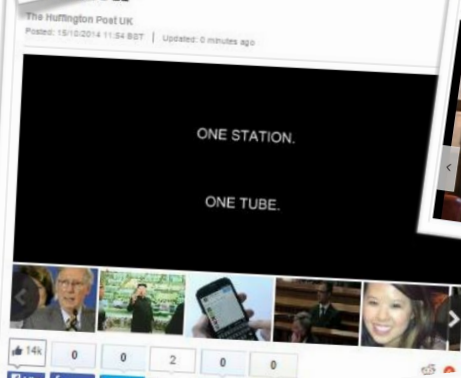 The Huffington Post UK
Posted: 15/10/2014 11:54 BST | Updated: 0 minutes ago
ONE STATION.
ONE TUBE.
14k
0
0
2
0
0